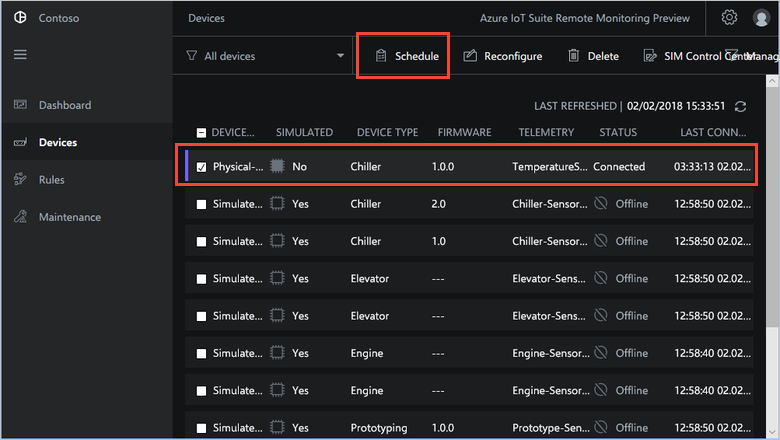 Contoso
Devices
Azure IoT Suite Remote Monitoring Preview
All devices
Schedule
Reconfigure
Delete
SIM Control Center
Manag
Dashboard
Devices
Rules
Maintenance
LAST REFRESHED | 02/02/2018 15:33:51
DEVICE... SIMULATED DEVICE TYPE FIRMWARE TELEMETRY STATUS LAST CONN...
Physical-... No Chiller 1.0.0 TemperatureS... Connected 03:33:13 02.02...
Simulate... Yes Chiller 2.0 Chiller-Sensor... Offline 12:58:50 02.02...
Simulate... Yes Chiller 1.0 Chiller-Sensor... Offline 12:58:50 02.02...
Simulate... Yes Elevator --- Elevator-Sens... Offline 12:58:50 02.02...
Simulate... Yes Elevator --- Elevator-Sens... Offline 12:58:50 02.02...
Simulate... Yes Engine --- Engine-Sensor... Offline 12:58:40 02.02...
Simulate... Yes Engine --- Engine-Sensor... Offline 12:58:40 02.02...
Simulate... Yes Prototyping 1.0.0 Prototype-Sen... Offline 12:58:50 02.02...